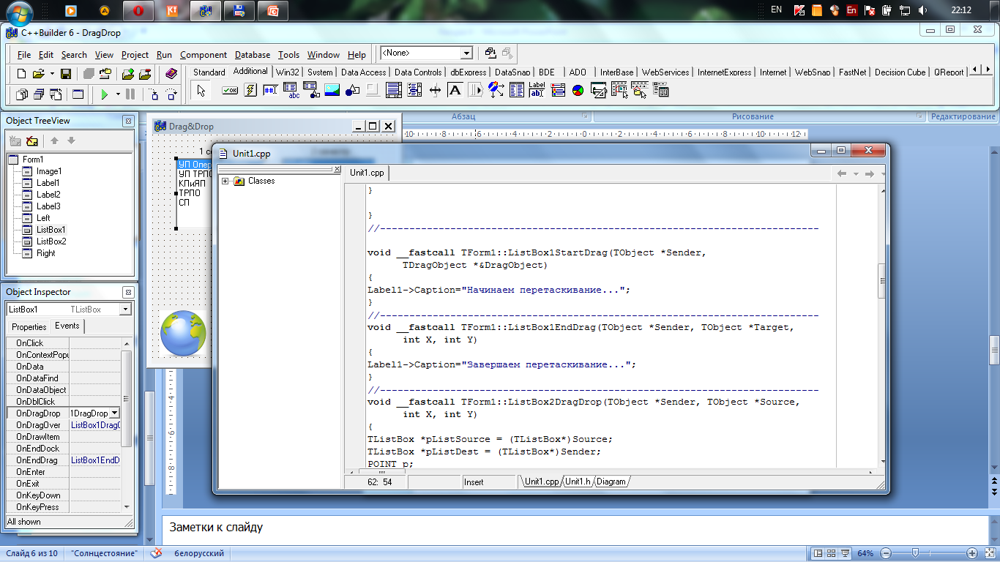 EN
En
22:12
C++Builder 6 - DragDrop
File Edit Search View Project Run Component Database Tools Window Help
<None>
Standard Additional Win32 System Data Access Data Controls dbExpress DataSnap BDE ADO InterBase WebServices InternetExpress Internet WebSnap FastNet Decision Cube QReport
Абзац
Рисование
Редактирование
Object TreeView
Form1
Image1
Label1
Label2
Label3
Left
ListBox1
ListBox2
Right
Drag&Drop
УП ТРПО
КПиЯП
ТРПО
СП
Object Inspector
ListBox1 TListBox
Properties Events
OnClick
OnContextPopu
OnData
OnDataFind
OnDataObject
OnDblClick
OnDragDrop 1DragDrop
OnDragOver ListBox1Drag
OnDrawItem
OnEndDock
OnEndDrag ListBox1EndD
OnEnter
OnExit
OnKeyDown
OnKeyPress
All shown
Unit1.cpp
Classes
Unit1.cpp
}
}
//---------------------------------------------------------------------------
void __fastcall TForm1::ListBox1StartDrag(TObject *Sender,
TDragObject *&DragObject)
{
Label1->Caption="Начинаем перетаскивание...";
}
//---------------------------------------------------------------------------
void __fastcall TForm1::ListBox1EndDrag(TObject *Sender, TObject *Target,
int X, int Y)
{
Label1->Caption="Завершаем перетаскивание...";
}
//---------------------------------------------------------------------------
void __fastcall TForm1::ListBox2DragDrop(TObject *Sender, TObject *Source,
int X, int Y)
{
TListBox *pListSource = (TListBox*)Source;
TListBox *pListDest = (TListBox*)Sender;
POINT p;
62: 54
Insert
Unit1.cpp Unit1.h Diagram
Заметки к слайду
Слайд 6 из 10 "Солнцестояние" белорусский
64%